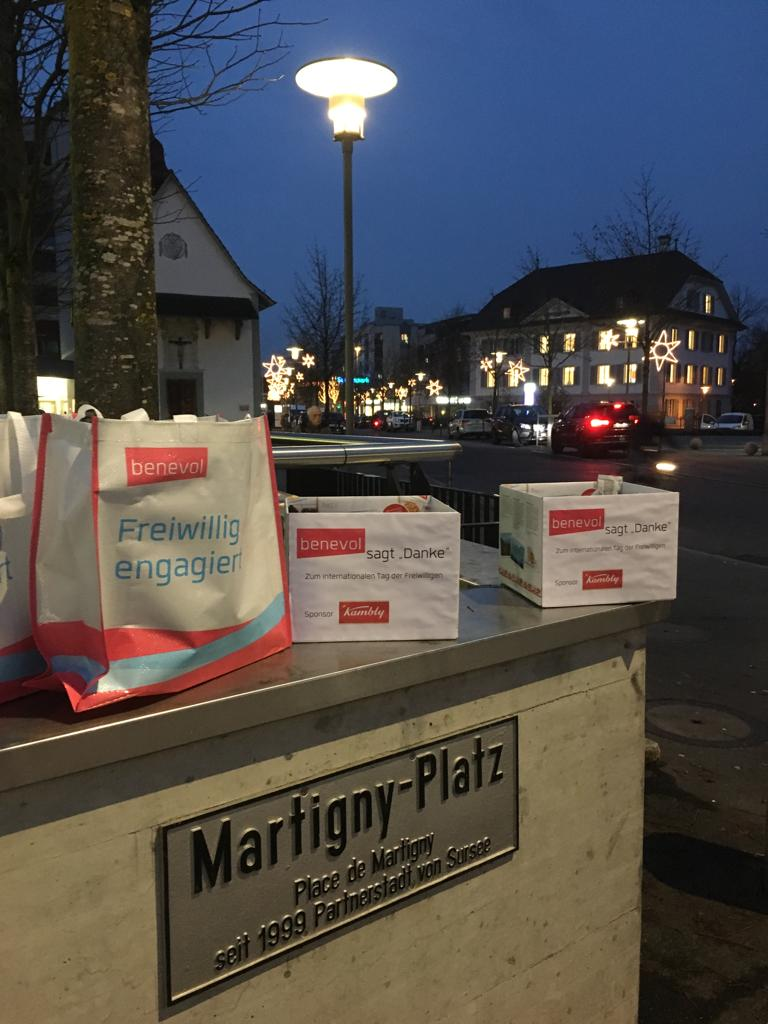 benevol
Freiwillig
engagiert
benevol sagt „Danke"
Zum internationalen Tag der Freiwilligen
Sponsor Kambly
benevol sagt „Danke"
Zum internationalen Tag der Freiwilligen
Sponsor Kambly
Martigny-Platz
Place de Martigny
seit 1999 Partnerstadt von Sursee